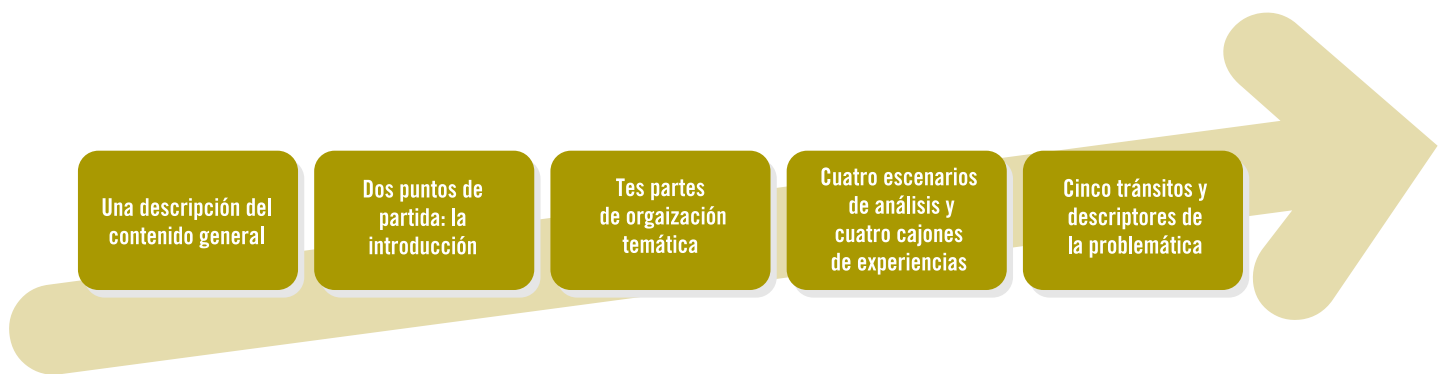 Una descripción del
contenido general
Dos puntos de
partida: la
introducción
Tes partes
de orgaización
temática
Cuatro escenarios
de análisis y
cuatro cajones
de experiencias
Cinco tránsitos y
descriptores de
la problemática